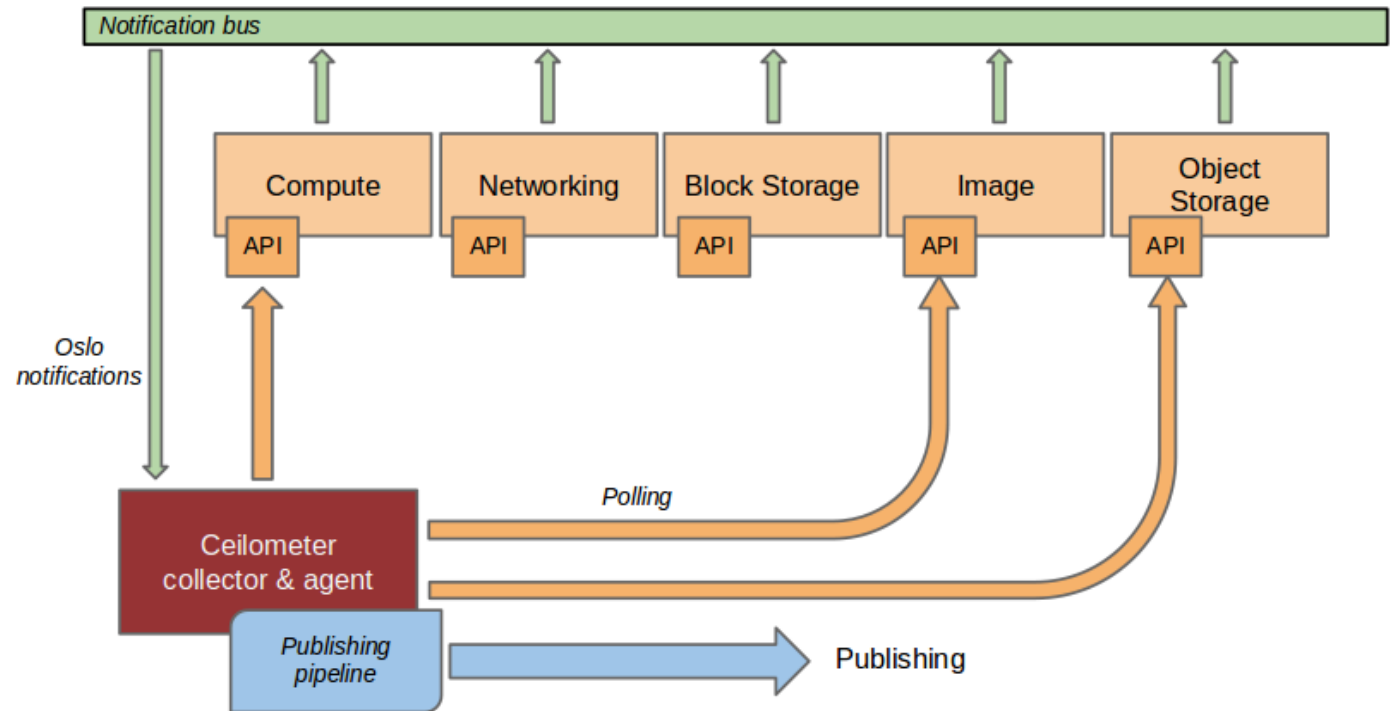 Notification bus
Compute
Networking
Block Storage
Image
Object
Storage
API
API
API
API
API
Oslo
notifications
Polling
Ceilometer
collector & agent
Publishing
pipeline
Publishing